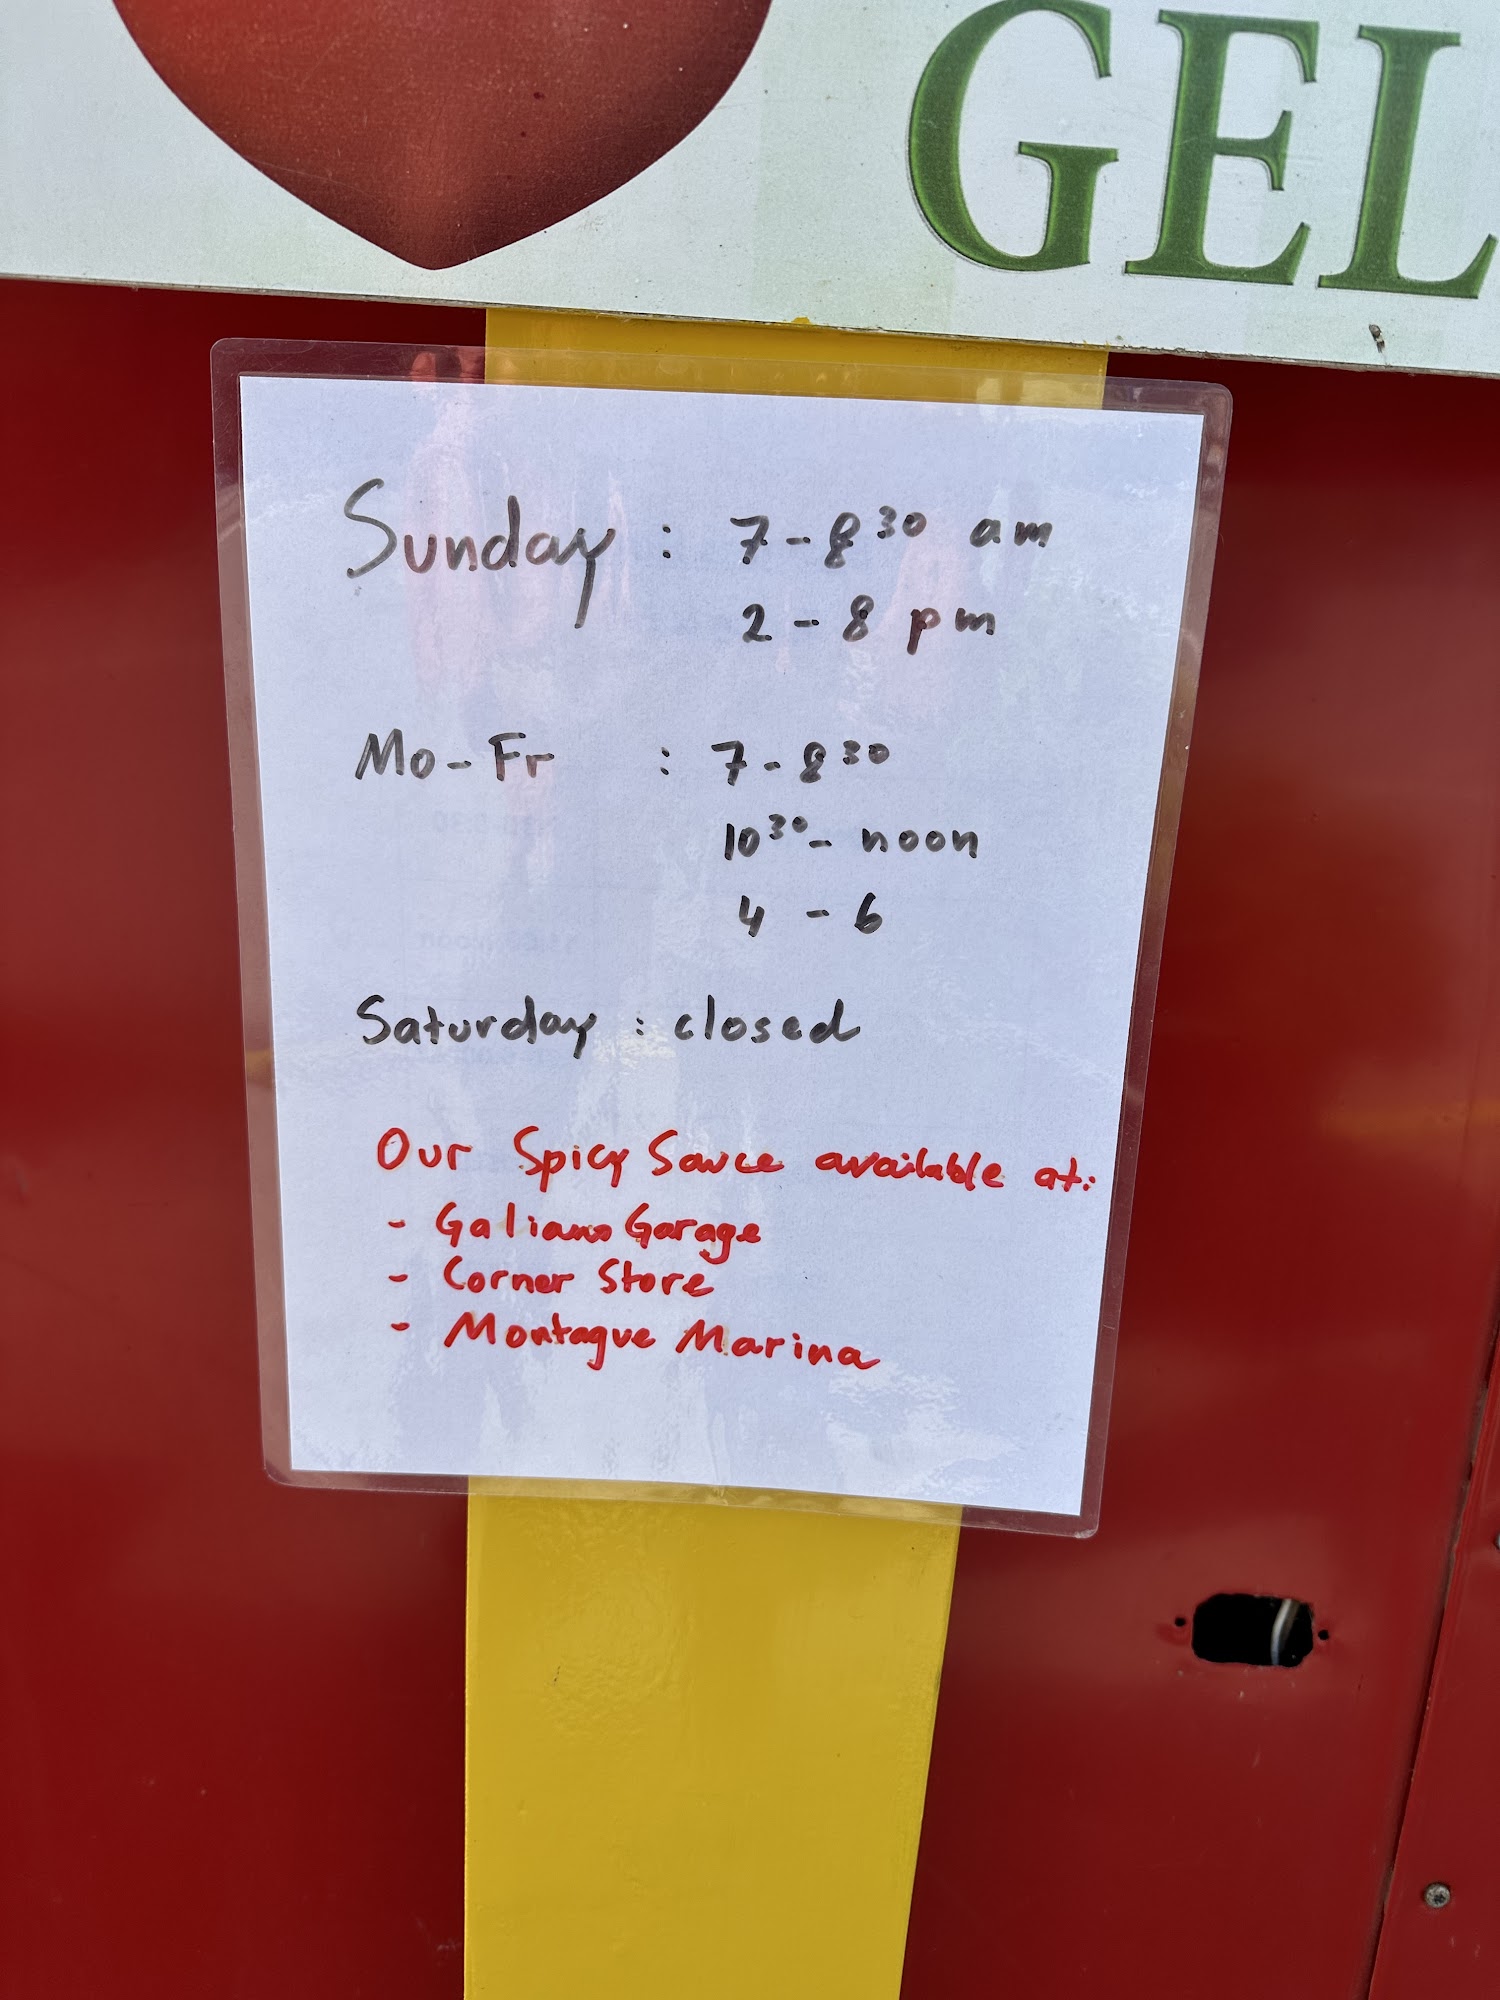 GEL
Sunday : 7 - 8³⁰ am
2 - 8 pm
Mo - Fr : 7 - 8³⁰
10³⁰ - noon
4 - 6
Saturday : closed
Our Spicy Sauce available at:
- Galiano Garage
- Corner Store
- Montague Marina